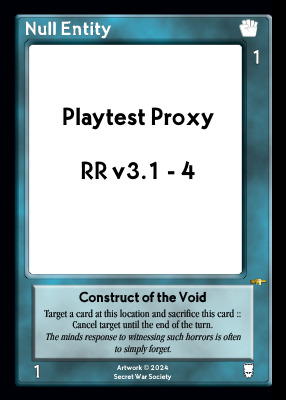 Null Entity
1
Playtest Proxy
RR v3.1 - 4
Construct of the Void
Target a card at this location and sacrifice this card ::
Cancel target until the end of the turn.
The minds response to witnessing such horrors is often
to simply forget.
1
Artwork © 2024
Secret War Society